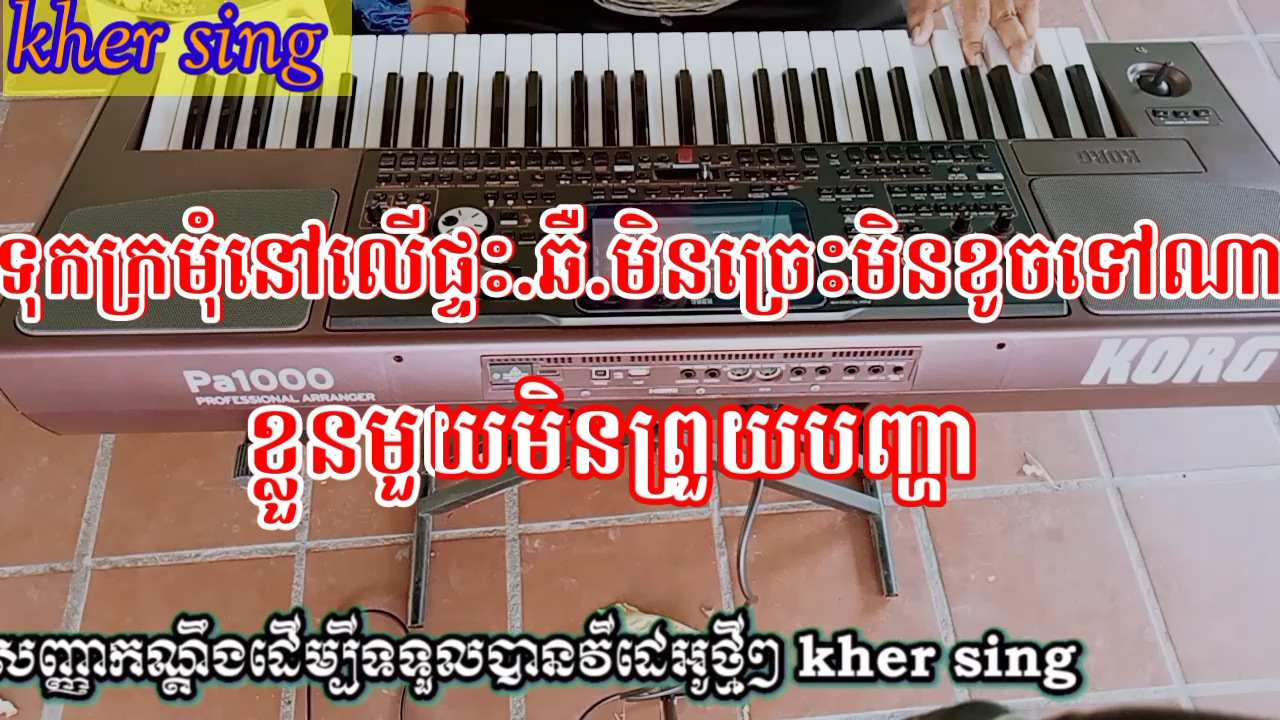 kher sing
KORG
ទុកក្រមុំនៅលើផ្ទះ.ឆឺ.មិនច្រេះមិនខូចទៅណា
KORG
Pa1000
PROFESSIONAL ARRANGER
ខ្លួនមួយមិនព្រួយបញ្ហា
សញ្ញាកណ្ដឹងដើម្បីទទួលបានវីដេអូថ្មីៗ kher sing